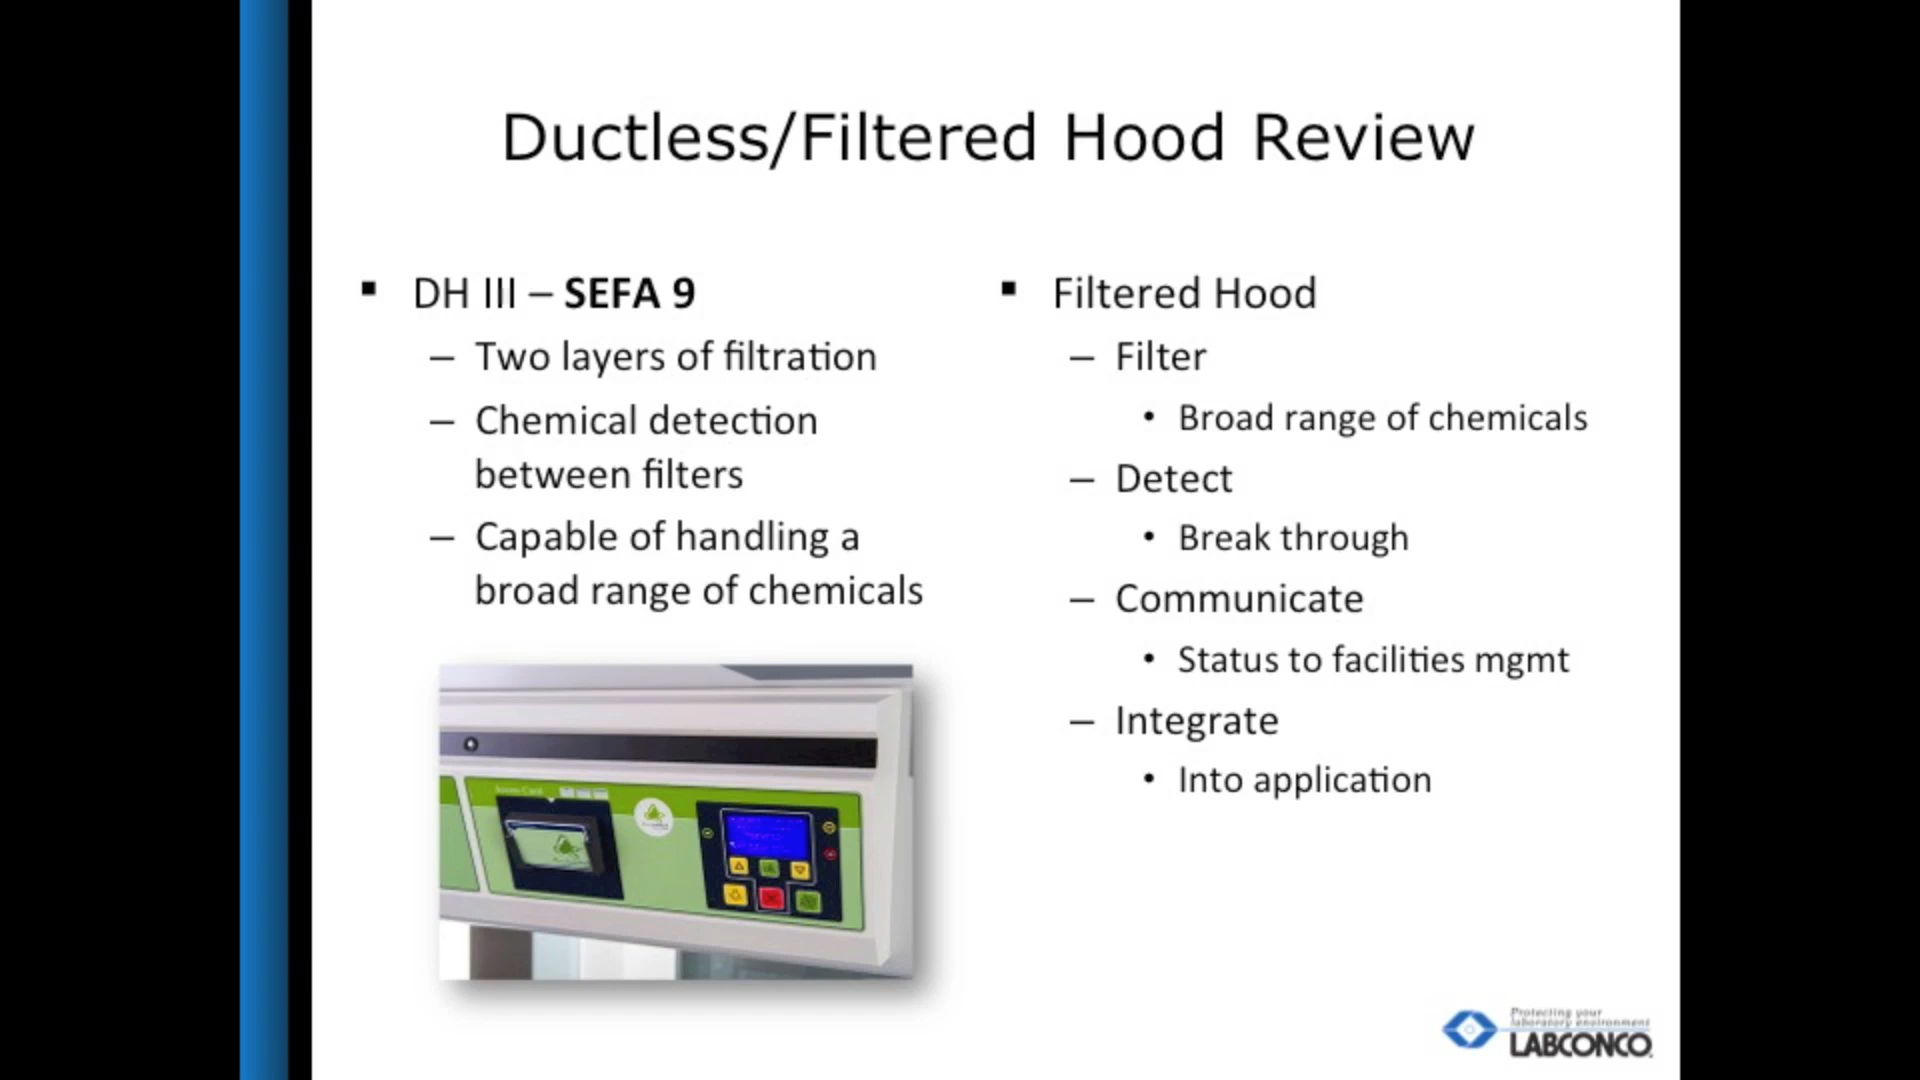 Ductless/Filtered Hood Review
▪ DH III – SEFA 9
– Two layers of filtration
– Chemical detection
between filters
– Capable of handling a
broad range of chemicals
▪ Filtered Hood
– Filter
• Broad range of chemicals
– Detect
• Break through
– Communicate
• Status to facilities mgmt
– Integrate
• Into application
Protecting your
laboratory environment
LABCONCO